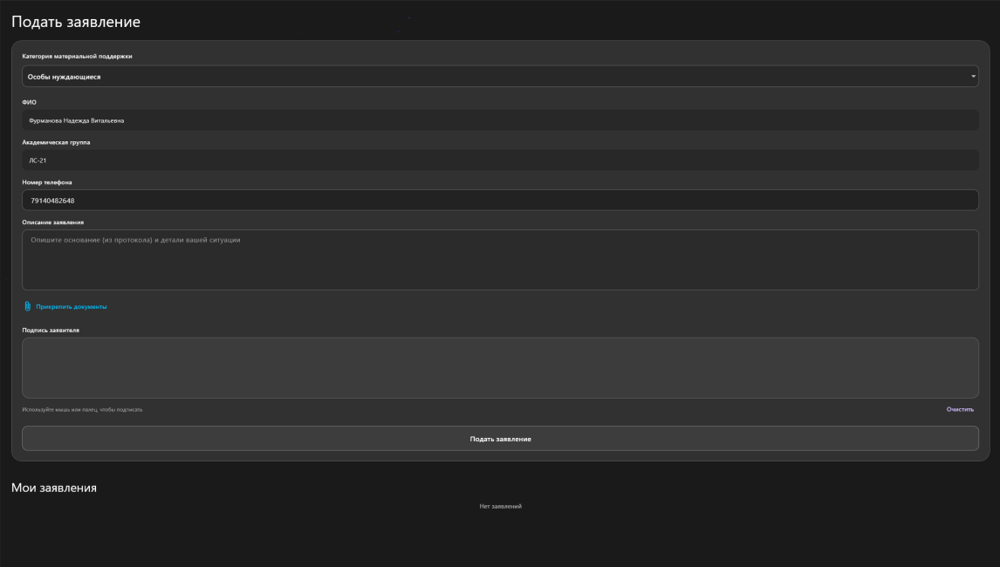 Подать заявление
Категория материальной поддержки
Особы нуждающиеся
ФИО
Фурманова Надежда Витальевна
Академическая группа
ЛС-21
Номер телефона
79140482648
Описание заявления
Опишите основание (из протокола) и детали вашей ситуации
Прикрепить документы
Подпись заявителя
Используйте мышь или палец, чтобы подписать
Очистить
Подать заявление
Мои заявления
Нет заявлений